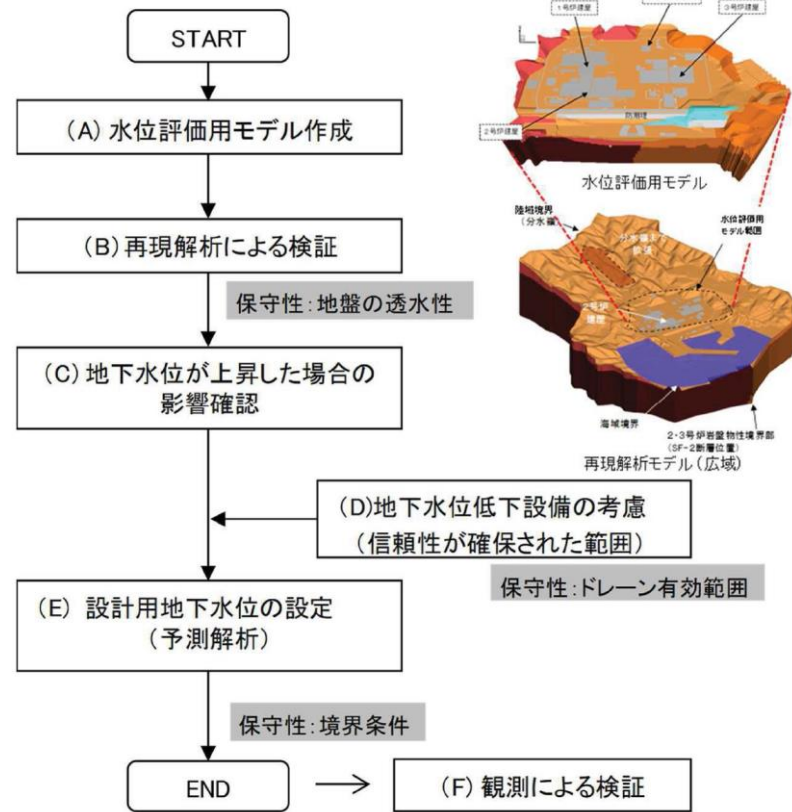 START
(A) 水位評価用モデル作成
(B) 再現解析による検証
保守性:地盤の透水性
(C) 地下水位が上昇した場合の
影響確認
(D)地下水位低下設備の考慮
(信頼性が確保された範囲)
保守性:ドレーン有効範囲
(E) 設計用地下水位の設定
(予測解析)
保守性:境界条件
END
(F) 観測による検証
1号炉建屋
3号炉建屋
防潮堤
2号炉建屋
水位評価用モデル
陸域境界
(分水嶺)
水位評価用
モデル範囲
分水嶺まで
2号炉
建屋
海域境界
2・3号炉岩盤物性境界部
(SF-2断層位置)
再現解析モデル(広域)